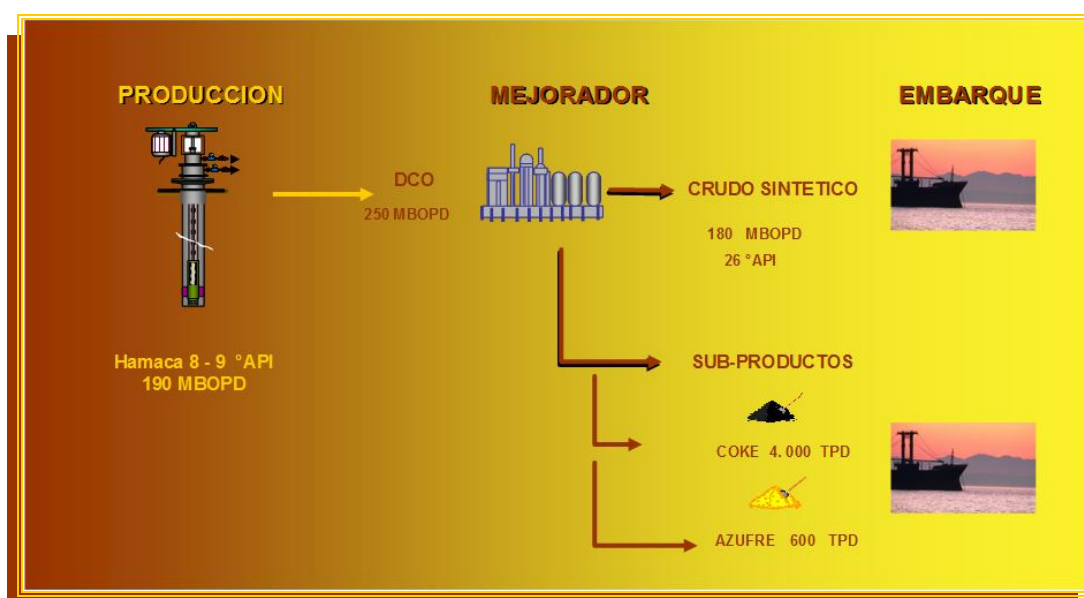 PRODUCCION
MEJORADOR
EMBARQUE
DCO
250 MBOPD
CRUDO SINTETICO
180 MBOPD
26 °API
Hamaca 8 - 9 °API
190 MBOPD
SUB-PRODUCTOS
COKE 4.000 TPD
AZUFRE 600 TPD